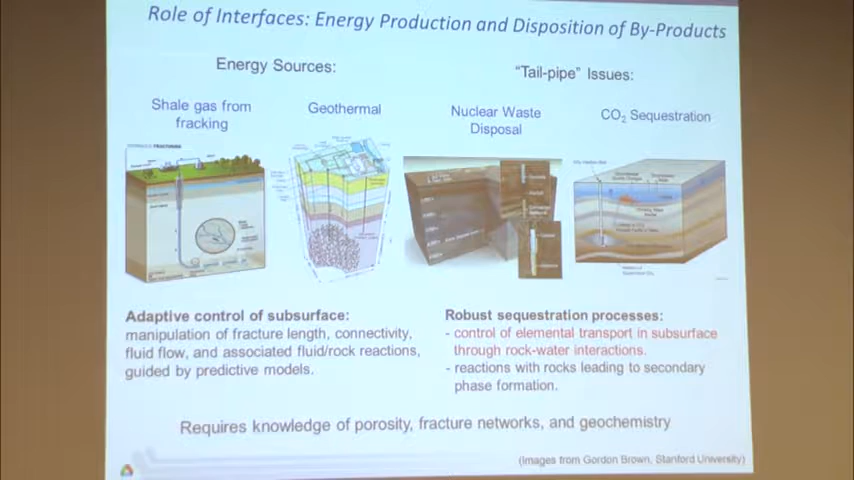 Role of Interfaces: Energy Production and Disposition of By-Products
Energy Sources:
"Tail-pipe" Issues:
Shale gas from
fracking
Geothermal
Nuclear Waste
Disposal
CO₂ Sequestration
Adaptive control of subsurface:
manipulation of fracture length, connectivity,
fluid flow, and associated fluid/rock reactions,
guided by predictive models.
Robust sequestration processes:
- control of elemental transport in subsurface
through rock-water interactions.
- reactions with rocks leading to secondary
phase formation.
Requires knowledge of porosity, fracture networks, and geochemistry
(Images from Gordon Brown, Stanford University)